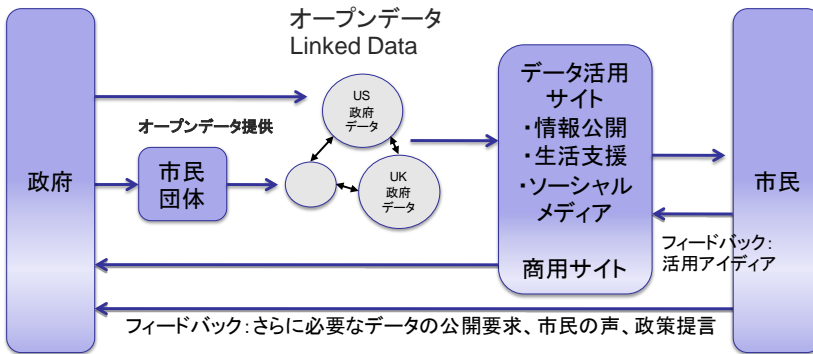 オープンデータ
Linked Data
政府
オープンデータ提供
市民
団体
US
政府
データ
UK
政府
データ
データ活用
サイト
・情報公開
・生活支援
・ソーシャル
メディア
商用サイト
市民
フィードバック：
活用アイディア
フィードバック：さらに必要なデータの公開要求、市民の声、政策提言